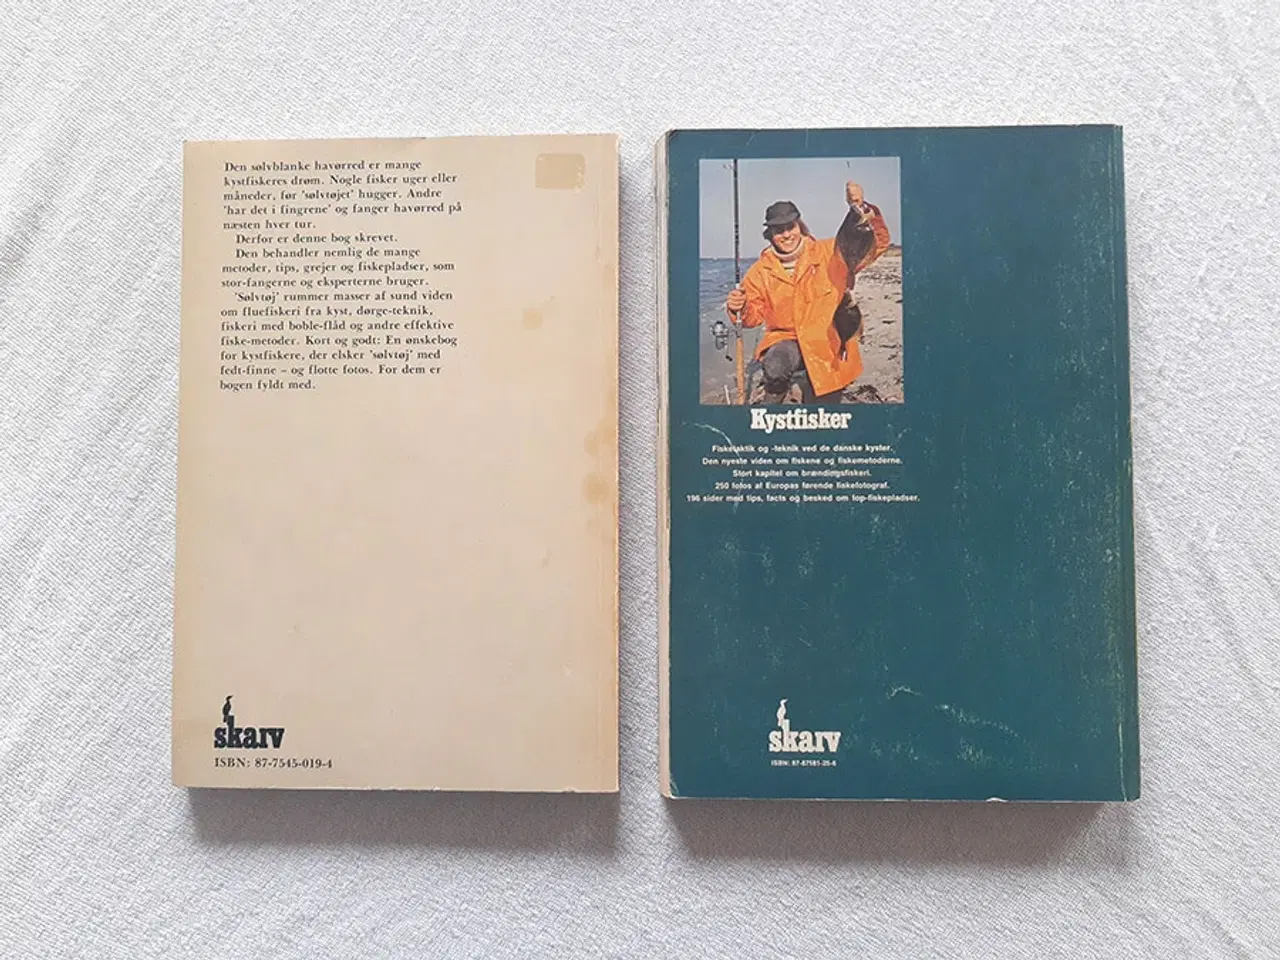 Den sølvblanke havørred er mange
kystfiskeres drøm. Nogle fisker uger eller
måneder, før 'sølvtøjet' hugger. Andre
'har det i fingrene' og fanger havørred på
næsten hver tur.
Derfor er denne bog skrevet.
Den behandler nemlig de mange
metoder, tips, grejer og fiskepladser, som
stor-fangerne og eksperterne bruger.
'Sølvtøj' rummer masser af sund viden
om fluefiskeri fra kyst, dørge-teknik,
fiskeri med boble-flåd og andre effektive
fiske-metoder. Kort og godt: En ønskebog
for kystfiskere, der elsker 'sølvtøj' med
fedt-finne – og flotte fotos. For dem er
bogen fyldt med.
skarv
ISBN: 87-7545-019-4
Kystfisker
Fisketaktik og -teknik ved de danske kyster.
Den nyeste viden om fiskene og fiskemetoderne.
Stort kapitel om brændingsfiskeri.
250 fotos af Europas førende fiskefotograf.
196 sider med tips, facts og besked om top-fiskepladser.
skarv
ISBN: 87-87581-25-6